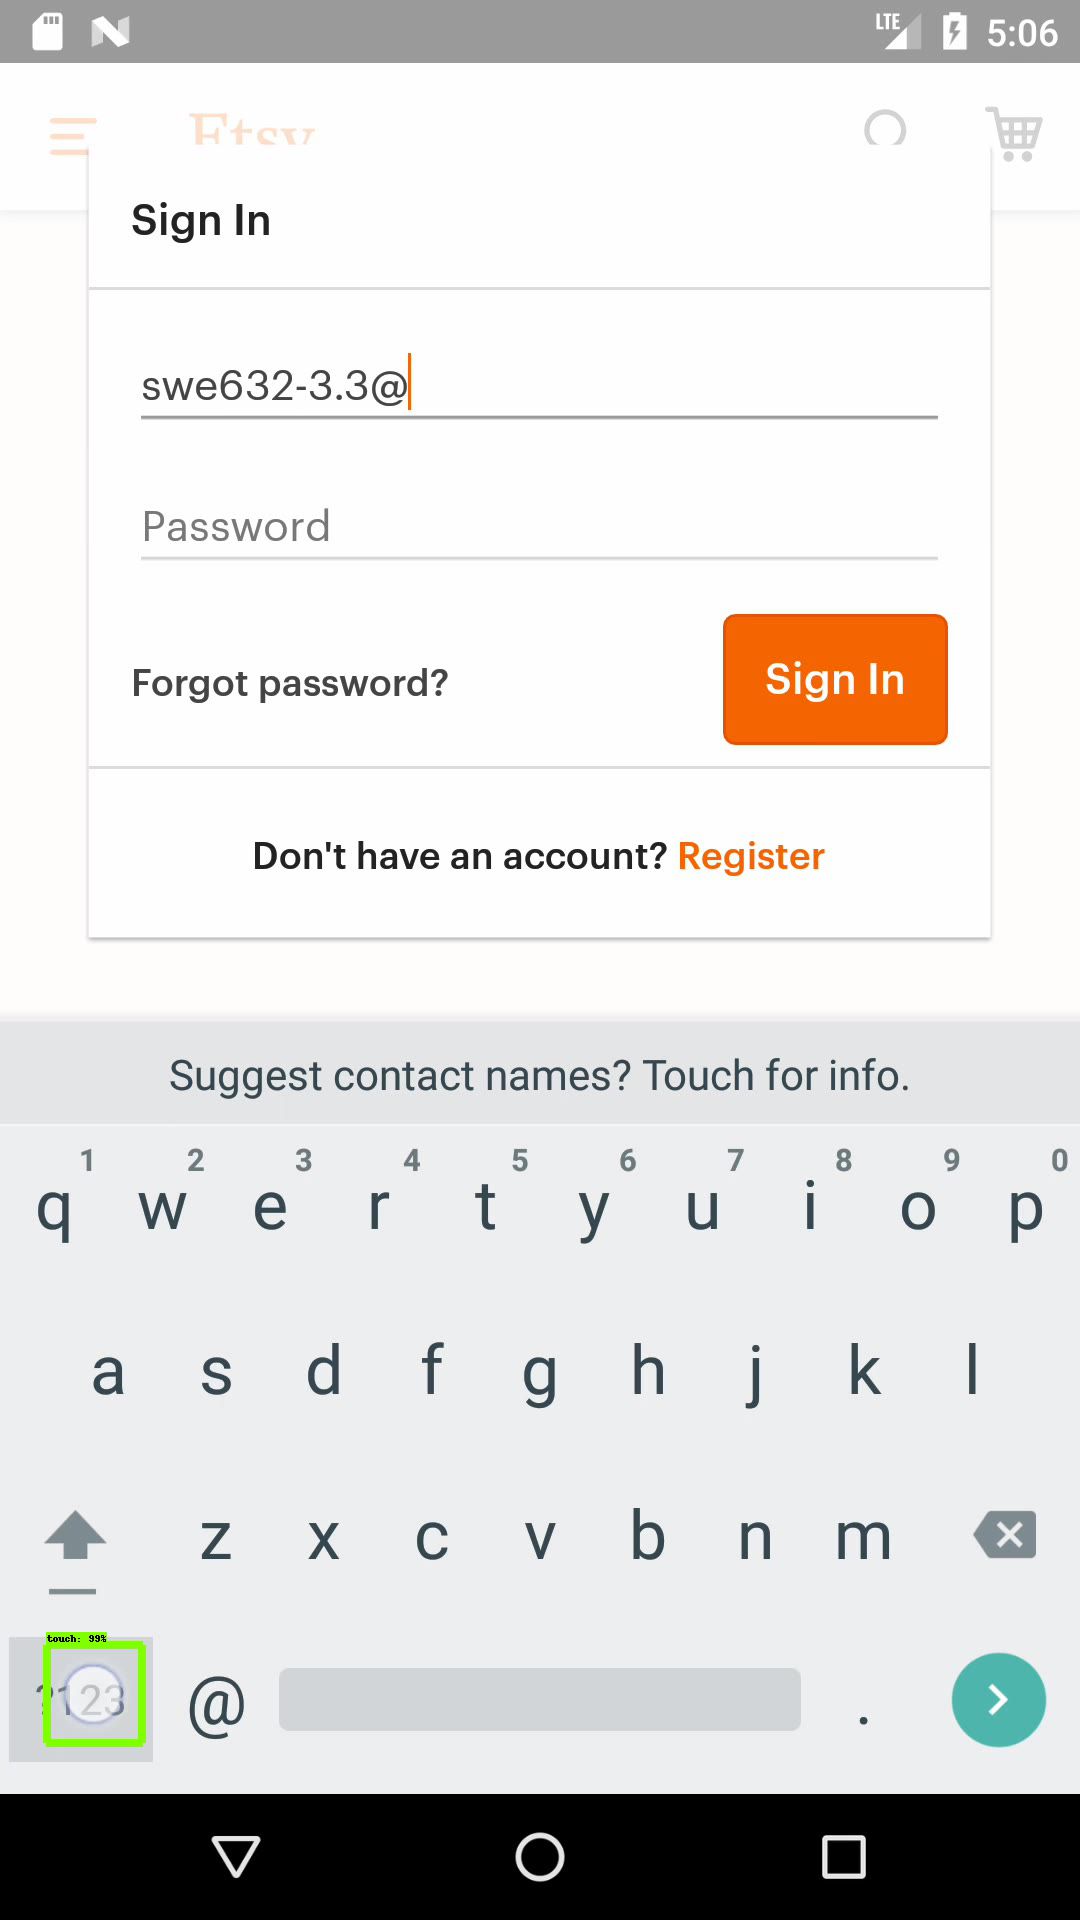 LTE 5:06
Etsy
Sign In
swe632-3.3@
Password
Forgot password? Sign In
Don't have an account? Register
Suggest contact names? Touch for info.
1 2 3 4 5 6 7 8 9 0
q w e r t y u i o p
a s d f g h j k l
z x c v b n m
touch: 99%
?123 @ .